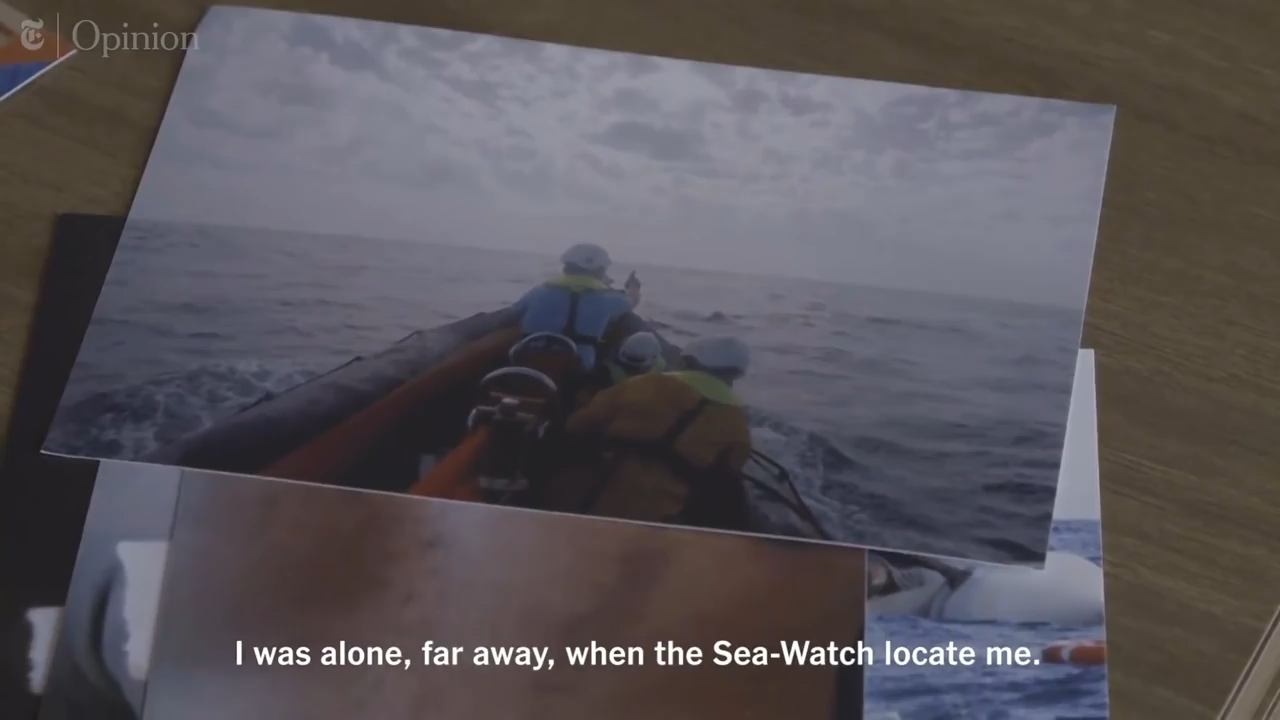 Opinion
I was alone, far away, when the Sea-Watch locate me.